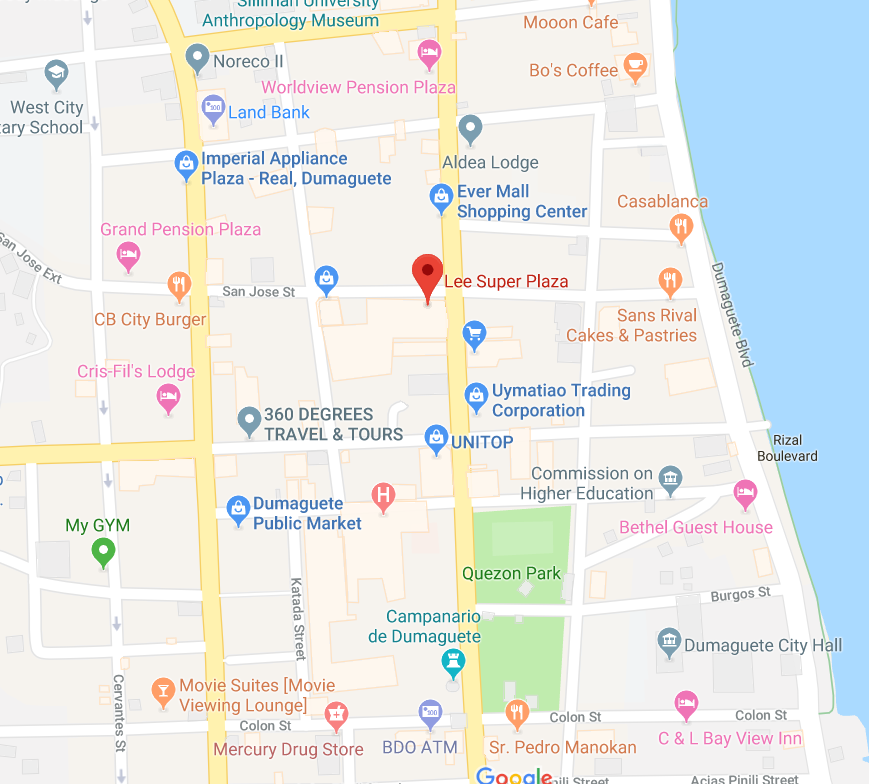 Silliman University
Anthropology Museum
Mooon Cafe
Noreco II
Worldview Pension Plaza
Bo's Coffee
West City
tary School
Land Bank
Aldea Lodge
Imperial Appliance
Plaza - Real, Dumaguete
Ever Mall
Shopping Center
Casablanca
Grand Pension Plaza
San Jose Ext
San Jose St
Lee Super Plaza
Dumaguete Blvd
CB City Burger
Sans Rival
Cakes & Pastries
Cris-Fil's Lodge
Uymatiao Trading
Corporation
360 DEGREES
TRAVEL & TOURS
UNITOP
Rizal
Boulevard
Commission on
Higher Education
H
Dumaguete
Public Market
Bethel Guest House
My GYM
Quezon Park
Katada Street
Burgos St
Campanario
de Dumaguete
Dumaguete City Hall
Cervantes St
Movie Suites [Movie
Viewing Lounge]
Colon St
Colon St
Colon St
Mercury Drug Store
BDO ATM
Sr. Pedro Manokan
C & L Bay View Inn
Google
pinili St
Acias Pinili Street